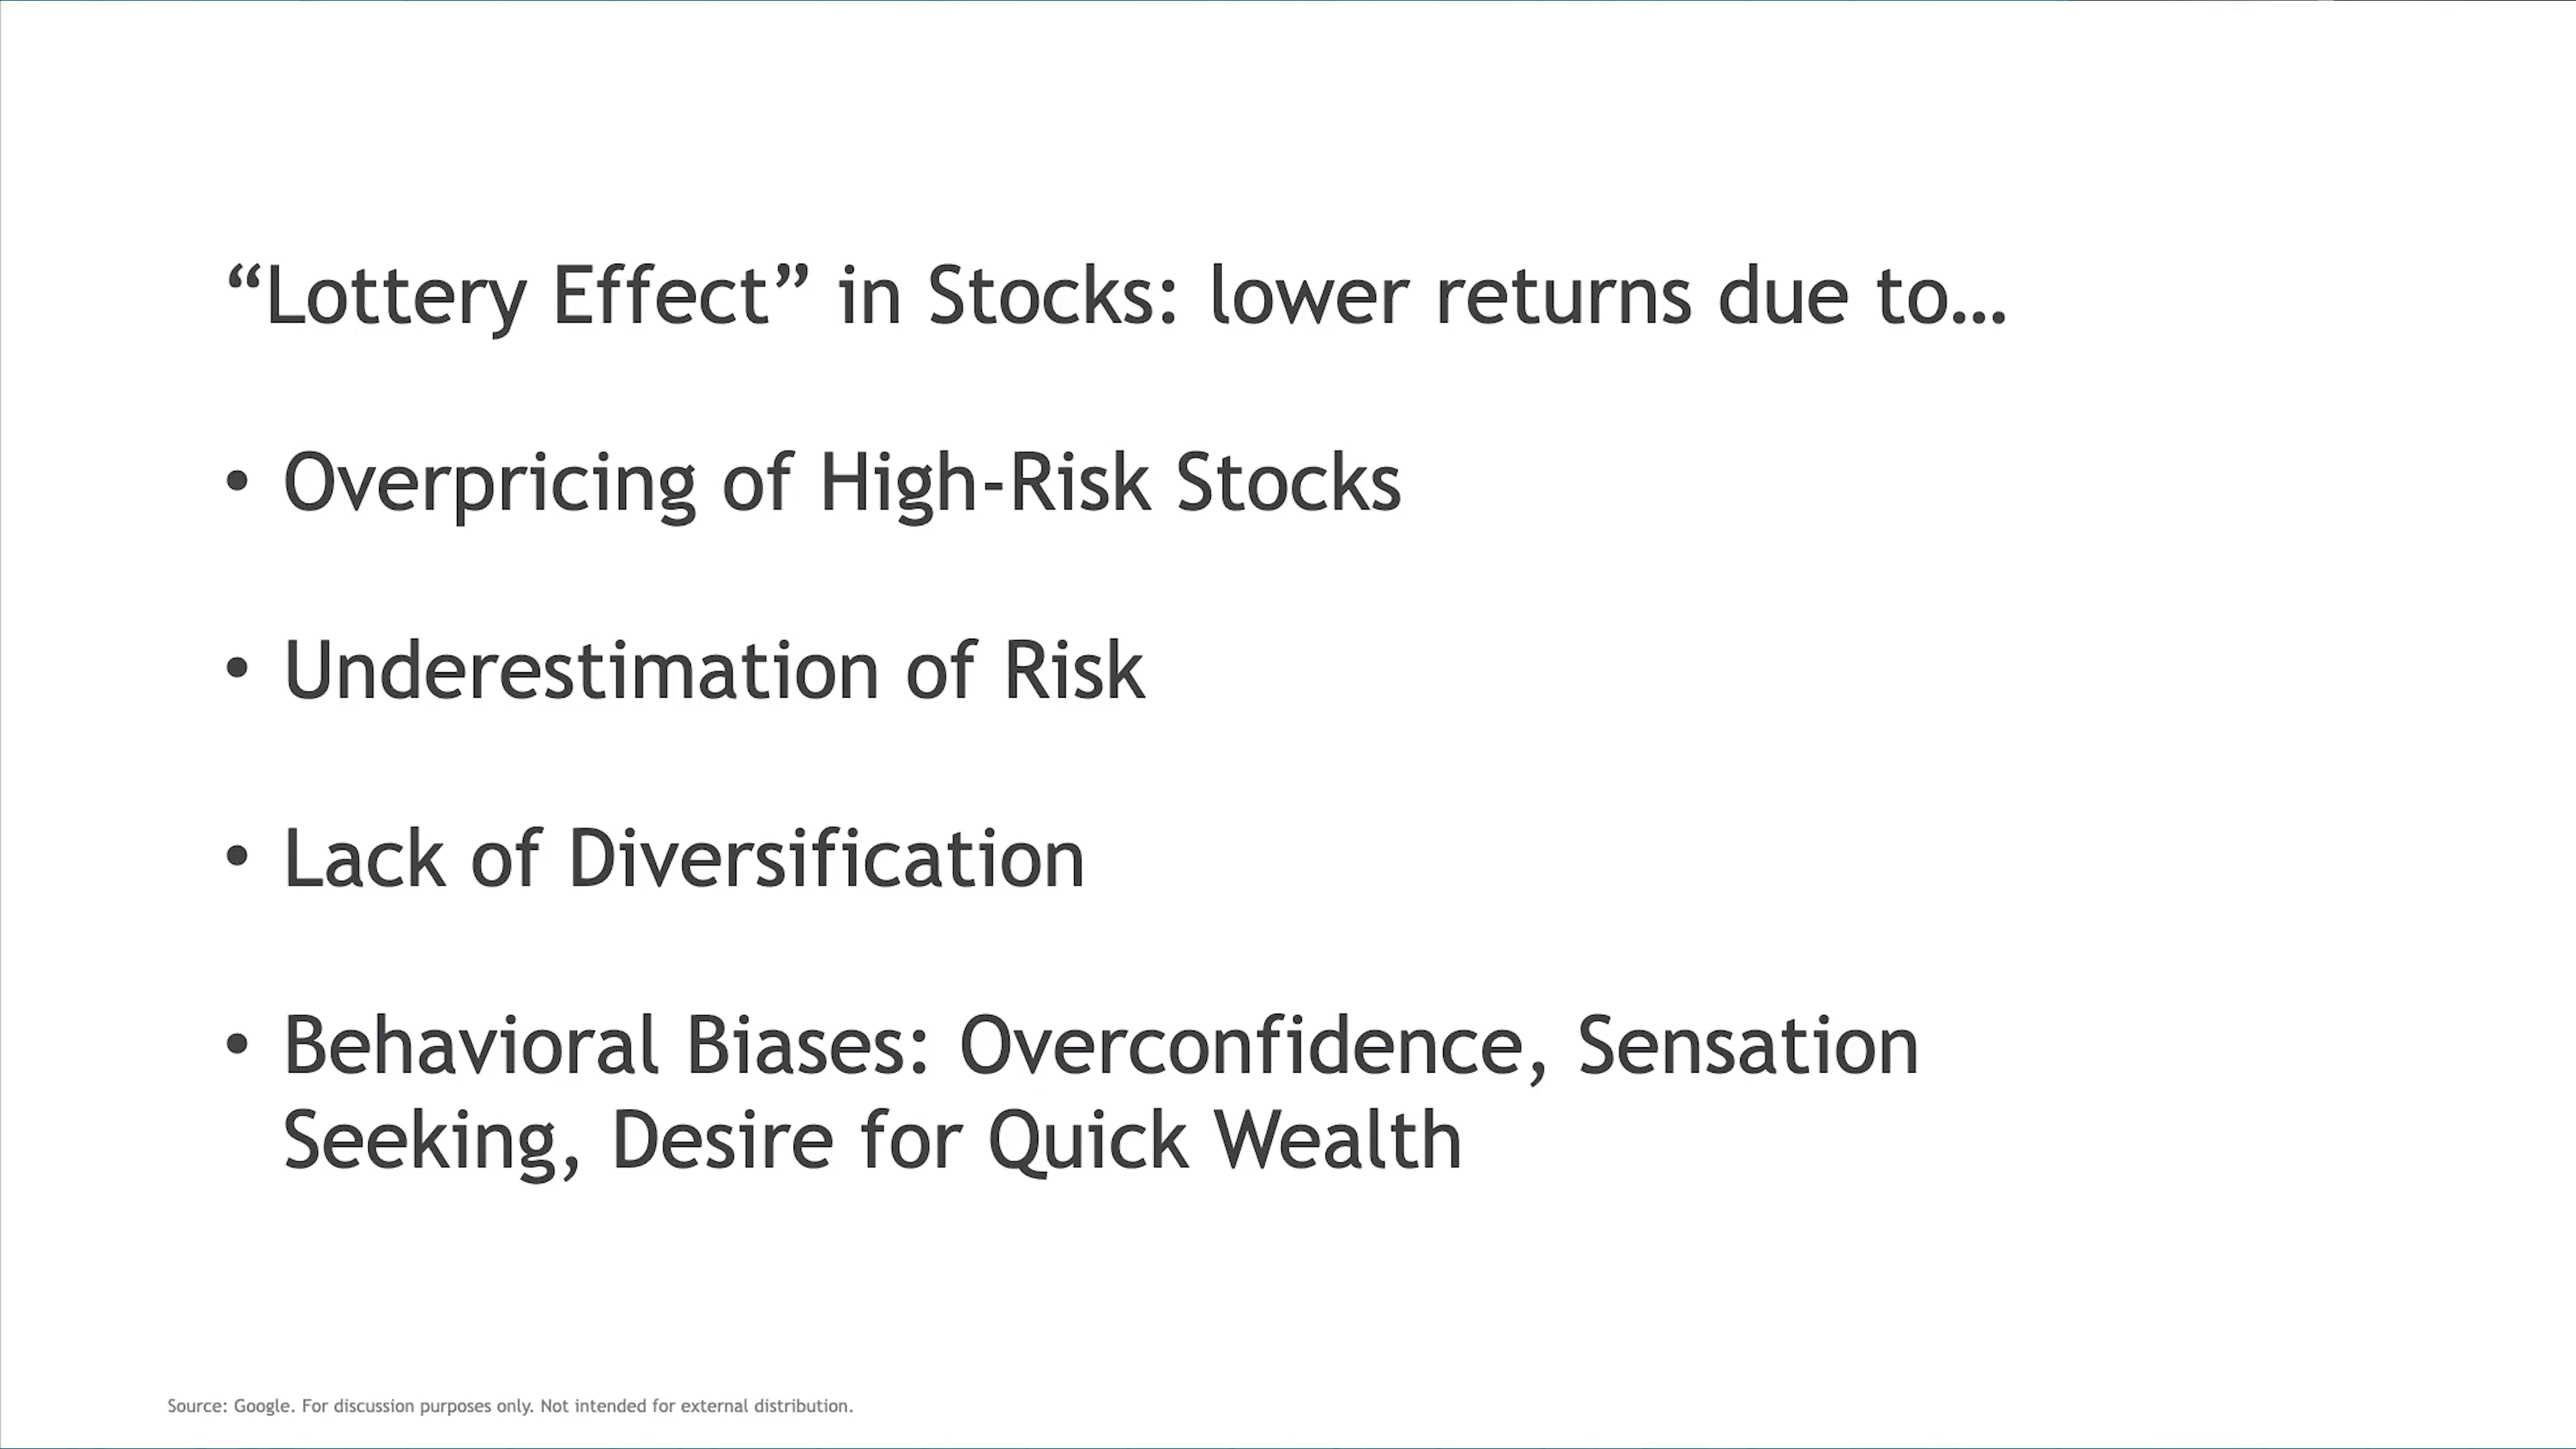 “Lottery Effect” in Stocks: lower returns due to…
• Overpricing of High-Risk Stocks
• Underestimation of Risk
• Lack of Diversification
• Behavioral Biases: Overconfidence, Sensation
Seeking, Desire for Quick Wealth
Source: Google. For discussion purposes only. Not intended for external distribution.